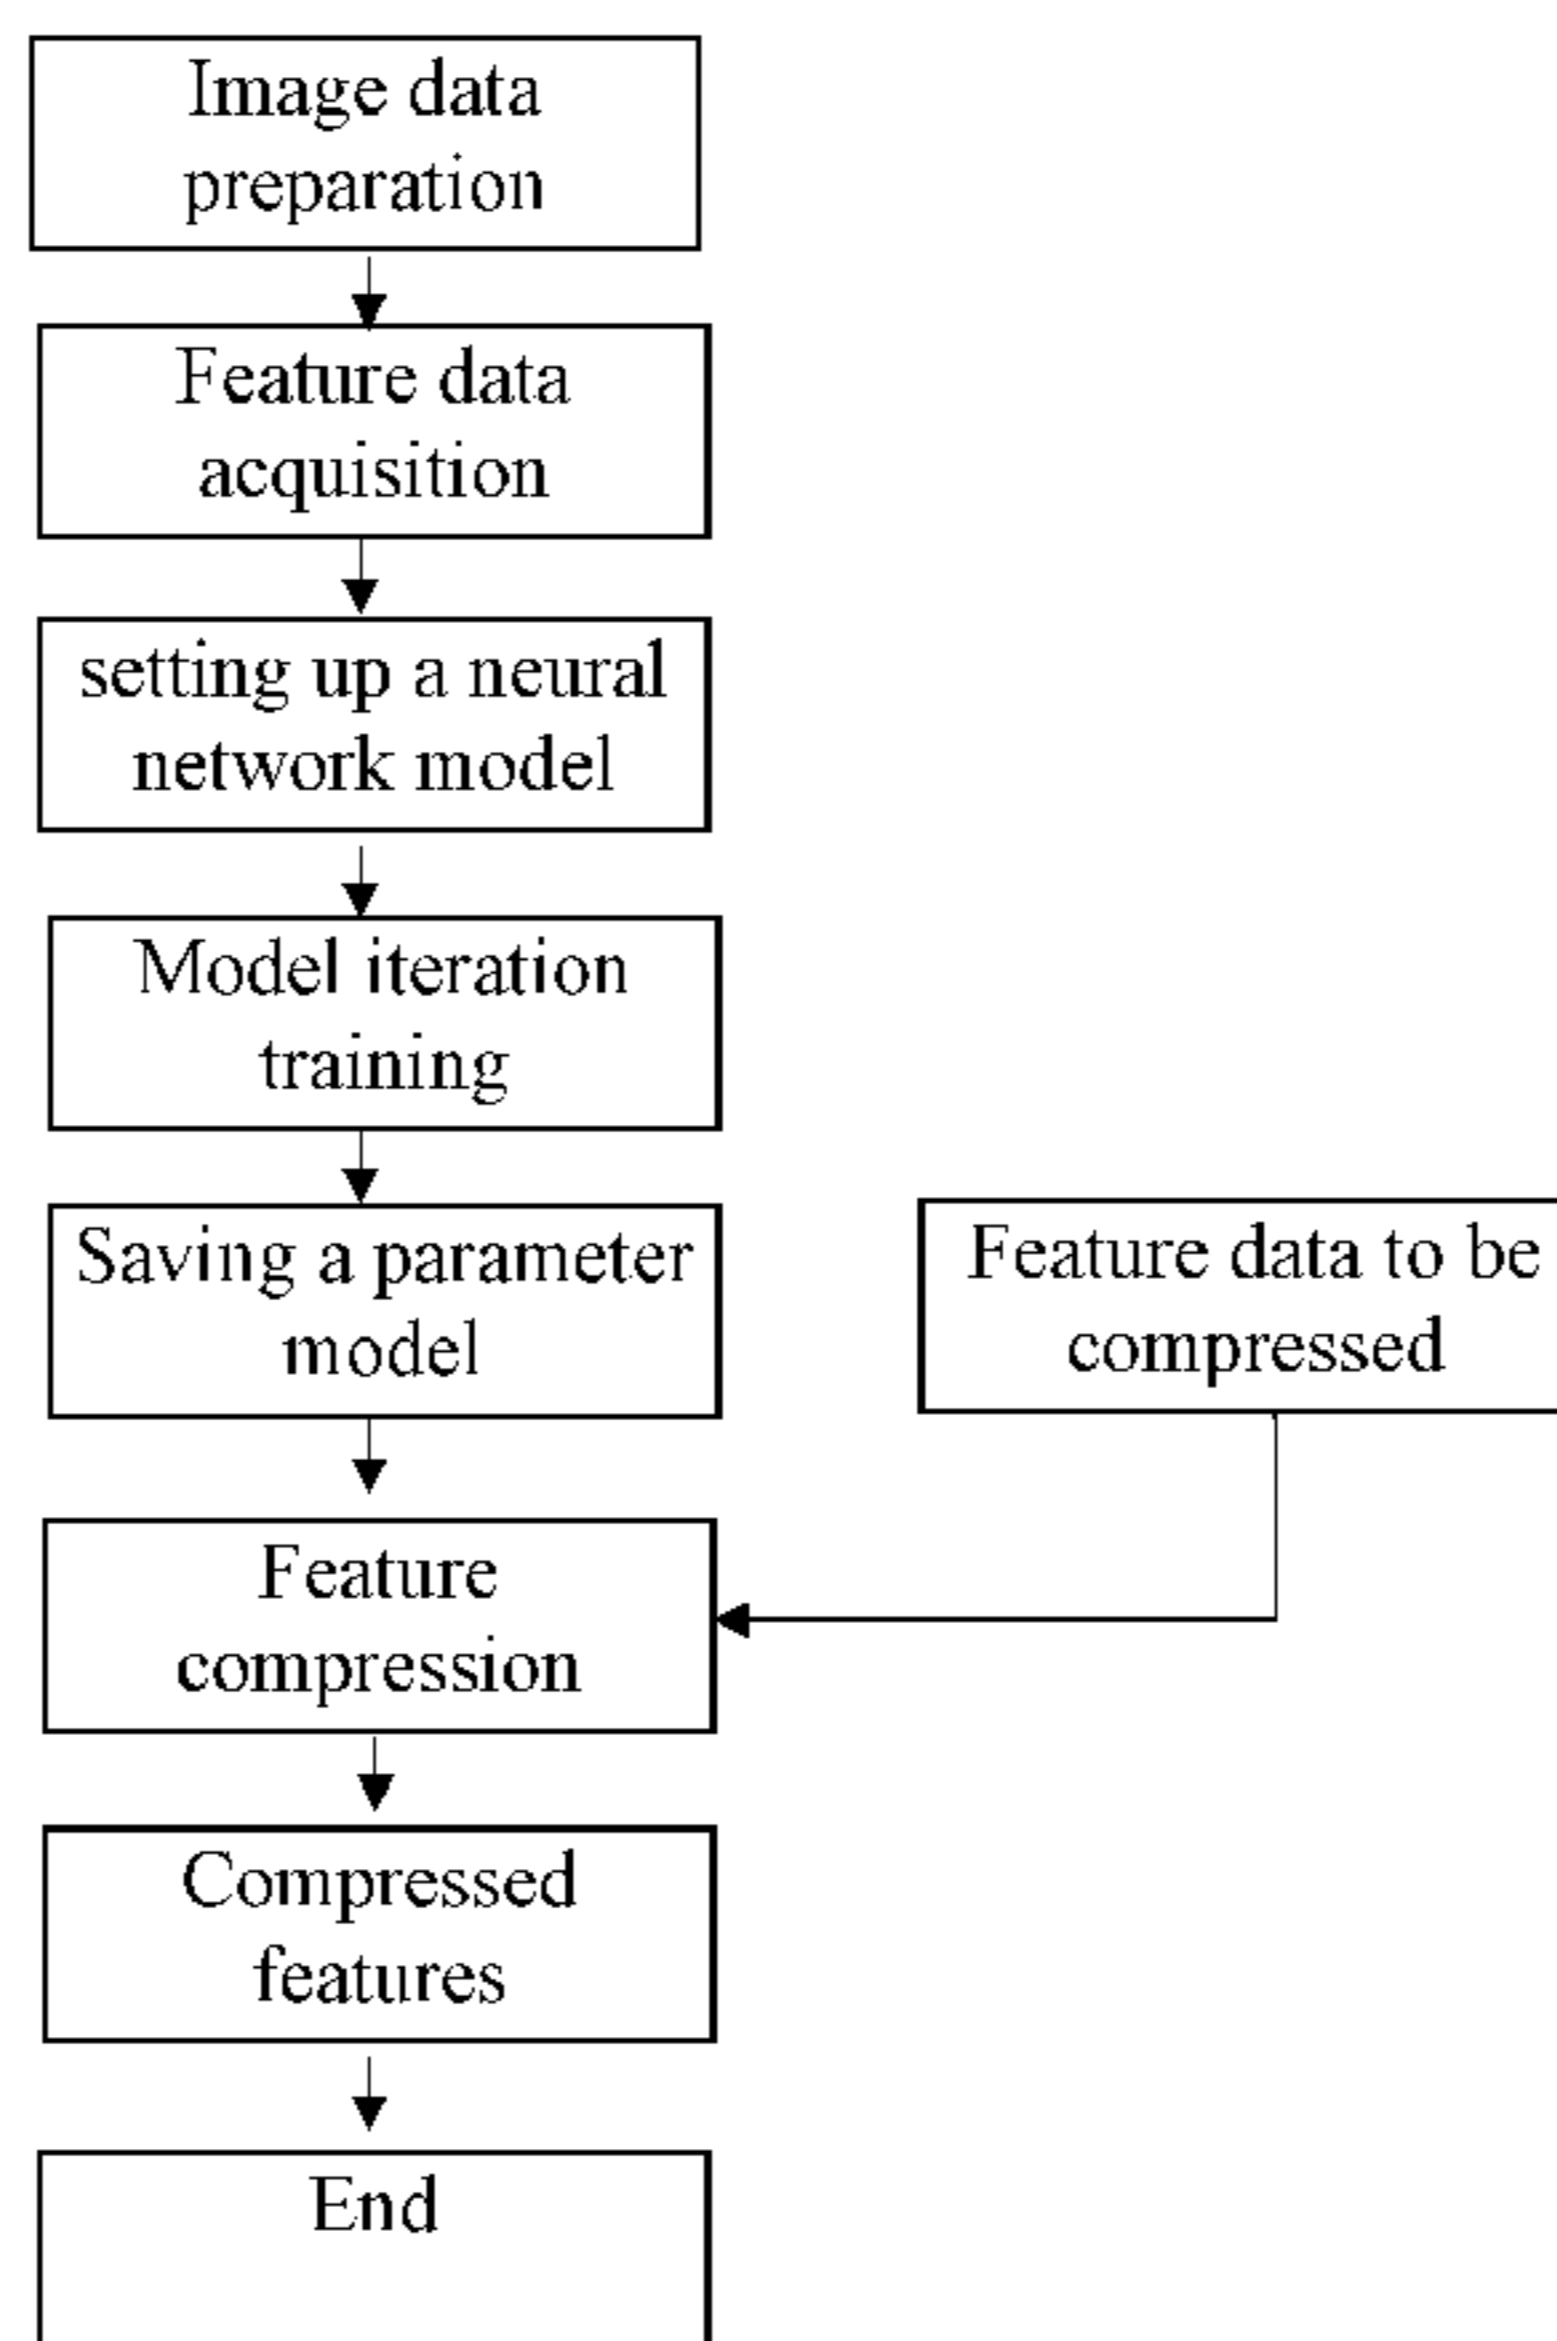 Image data
preparation
Feature data
acquisition
setting up a neural
network model
Model iteration
training
Saving a parameter
model
Feature data to be
compressed
Feature
compression
Compressed
features
End